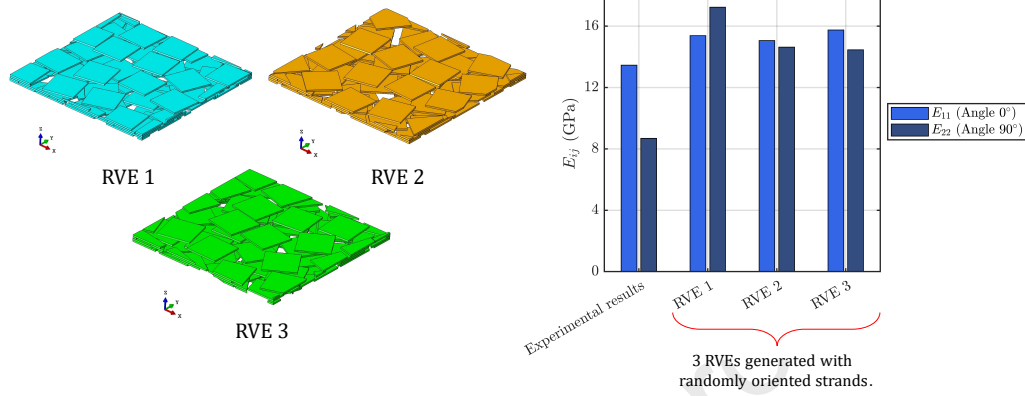 Z
Y
X
RVE 1
Z
Y
X
RVE 2
Z
Y
X
RVE 3
16
12
8
4
0
E_ij (GPa)
Experimental results
RVE 1
RVE 2
RVE 3
E_11 (Angle 0°)
E_22 (Angle 90°)
3 RVEs generated with
randomly oriented strands.